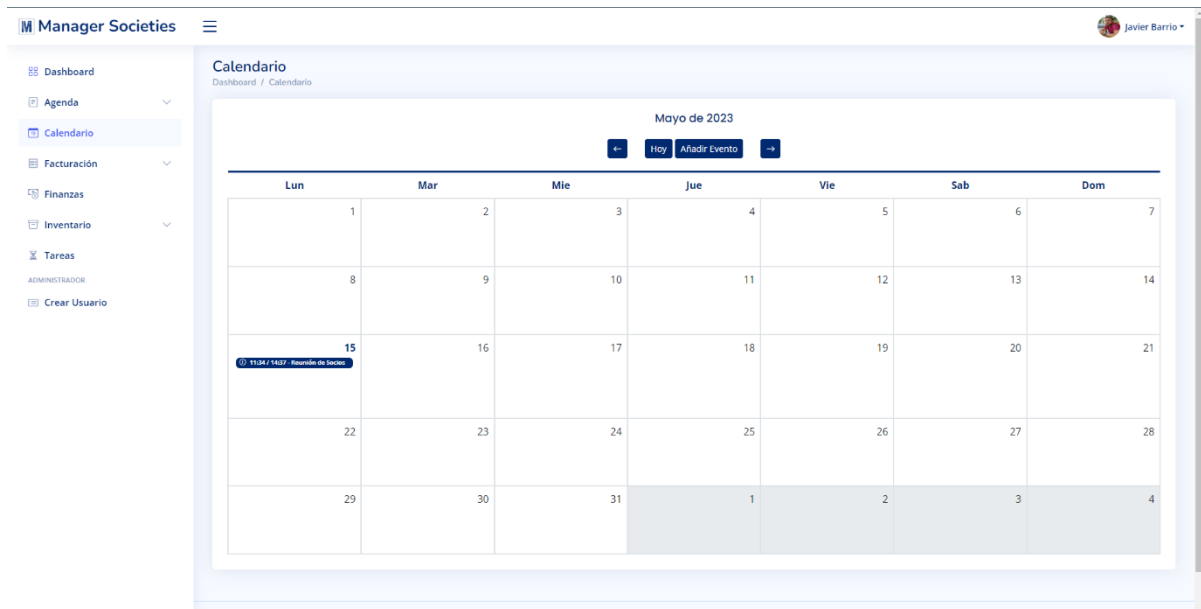 M Manager Societies
Javier Barrio
Dashboard
Agenda
Calendario
Facturación
Finanzas
Inventario
Tareas
ADMINISTRADOR
Crear Usuario
Calendario
Dashboard / Calendario
Mayo de 2023
← Hoy Añadir Evento →
Lun Mar Mie Jue Vie Sab Dom
1 2 3 4 5 6 7
8 9 10 11 12 13 14
15 16 17 18 19 20 21
11:34 / 14:37 - Reunión de Socios
22 23 24 25 26 27 28
29 30 31 1 2 3 4